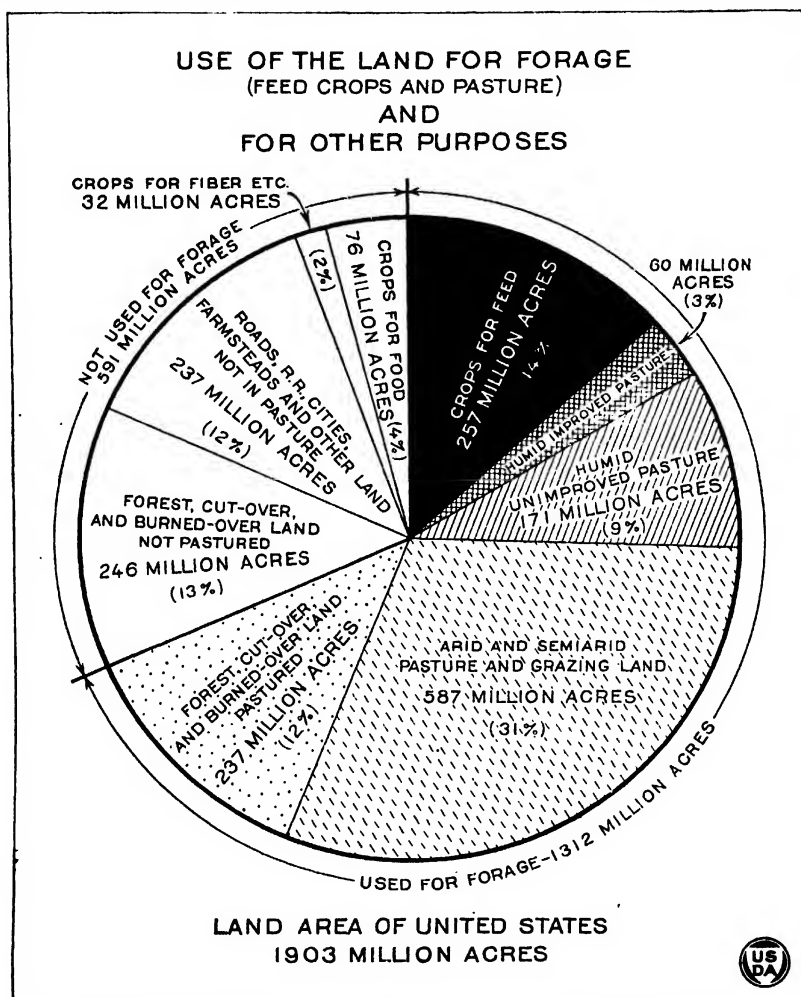 USE OF THE LAND FOR FORAGE
(FEED CROPS AND PASTURE)
AND
FOR OTHER PURPOSES
CROPS FOR FIBER ETC.
32 MILLION ACRES
(2%)
NOT USED FOR FORAGE
591 MILLION ACRES
CROPS FOR FOOD
76 MILLION ACRES (4%)
CROPS FOR FEED
257 MILLION ACRES
14%
60 MILLION
ACRES
(3%)
HUMID IMPROVED PASTURE
HUMID
UNIMPROVED PASTURE
171 MILLION ACRES
(9%)
ROADS, R.R., CITIES,
FARMSTEADS AND OTHER LAND
NOT IN PASTURE
237 MILLION ACRES
(12%)
FOREST, CUT-OVER,
AND BURNED-OVER LAND
NOT PASTURED
246 MILLION ACRES
(13%)
FOREST, CUT-OVER,
AND BURNED-OVER LAND
PASTURED
237 MILLION ACRES
(12%)
ARID AND SEMIARID
PASTURE AND GRAZING LAND
587 MILLION ACRES
(31%)
USED FOR FORAGE-1312 MILLION ACRES
LAND AREA OF UNITED STATES
1903 MILLION ACRES
US
DA